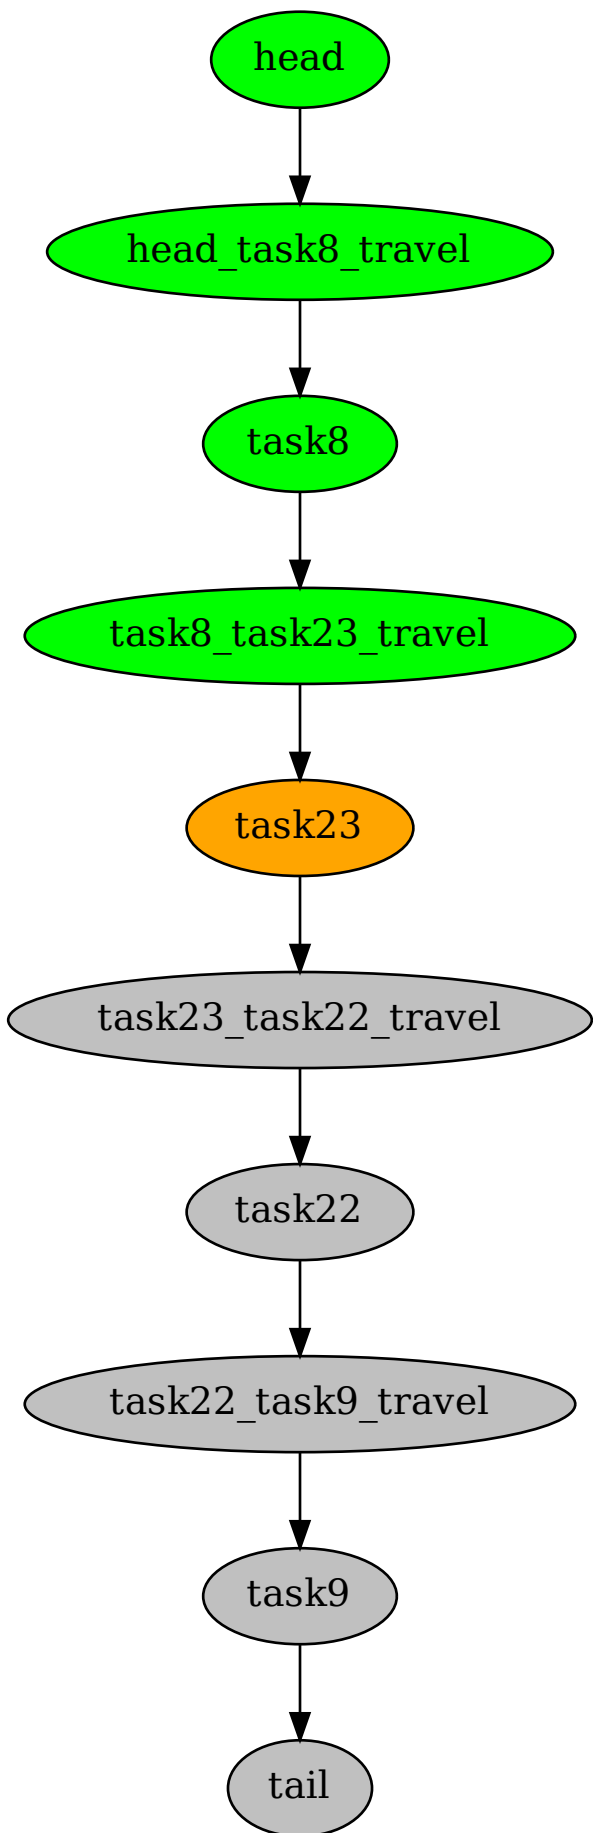 head
head_task8_travel
task8
task8_task23_travel
task23
task23_task22_travel
task22
task22_task9_travel
task9
tail